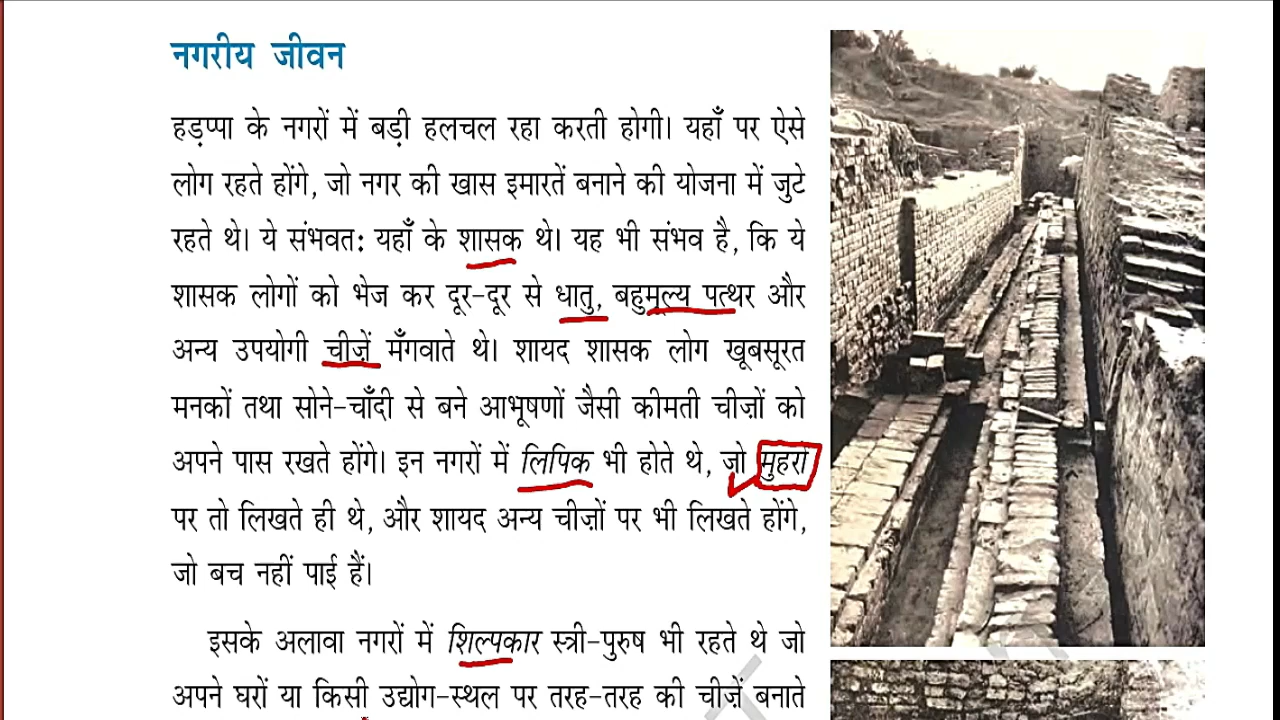 नगरीय जीवन
हड़प्पा के नगरों में बड़ी हलचल रहा करती होगी। यहाँ पर ऐसे
लोग रहते होंगे, जो नगर की खास इमारतें बनाने की योजना में जुटे
रहते थे। ये संभवत: यहाँ के शासक थे। यह भी संभव है, कि ये
शासक लोगों को भेज कर दूर-दूर से धातु, बहुमूल्य पत्थर और
अन्य उपयोगी चीज़ें मँगवाते थे। शायद शासक लोग खूबसूरत
मनकों तथा सोने-चाँदी से बने आभूषणों जैसी कीमती चीज़ों को
अपने पास रखते होंगे। इन नगरों में लिपिक भी होते थे, जो मुहरों
पर तो लिखते ही थे, और शायद अन्य चीज़ों पर भी लिखते होंगे,
जो बच नहीं पाई हैं।
इसके अलावा नगरों में शिल्पकार स्त्री-पुरुष भी रहते थे जो
अपने घरों या किसी उद्योग-स्थल पर तरह-तरह की चीज़ें बनाते